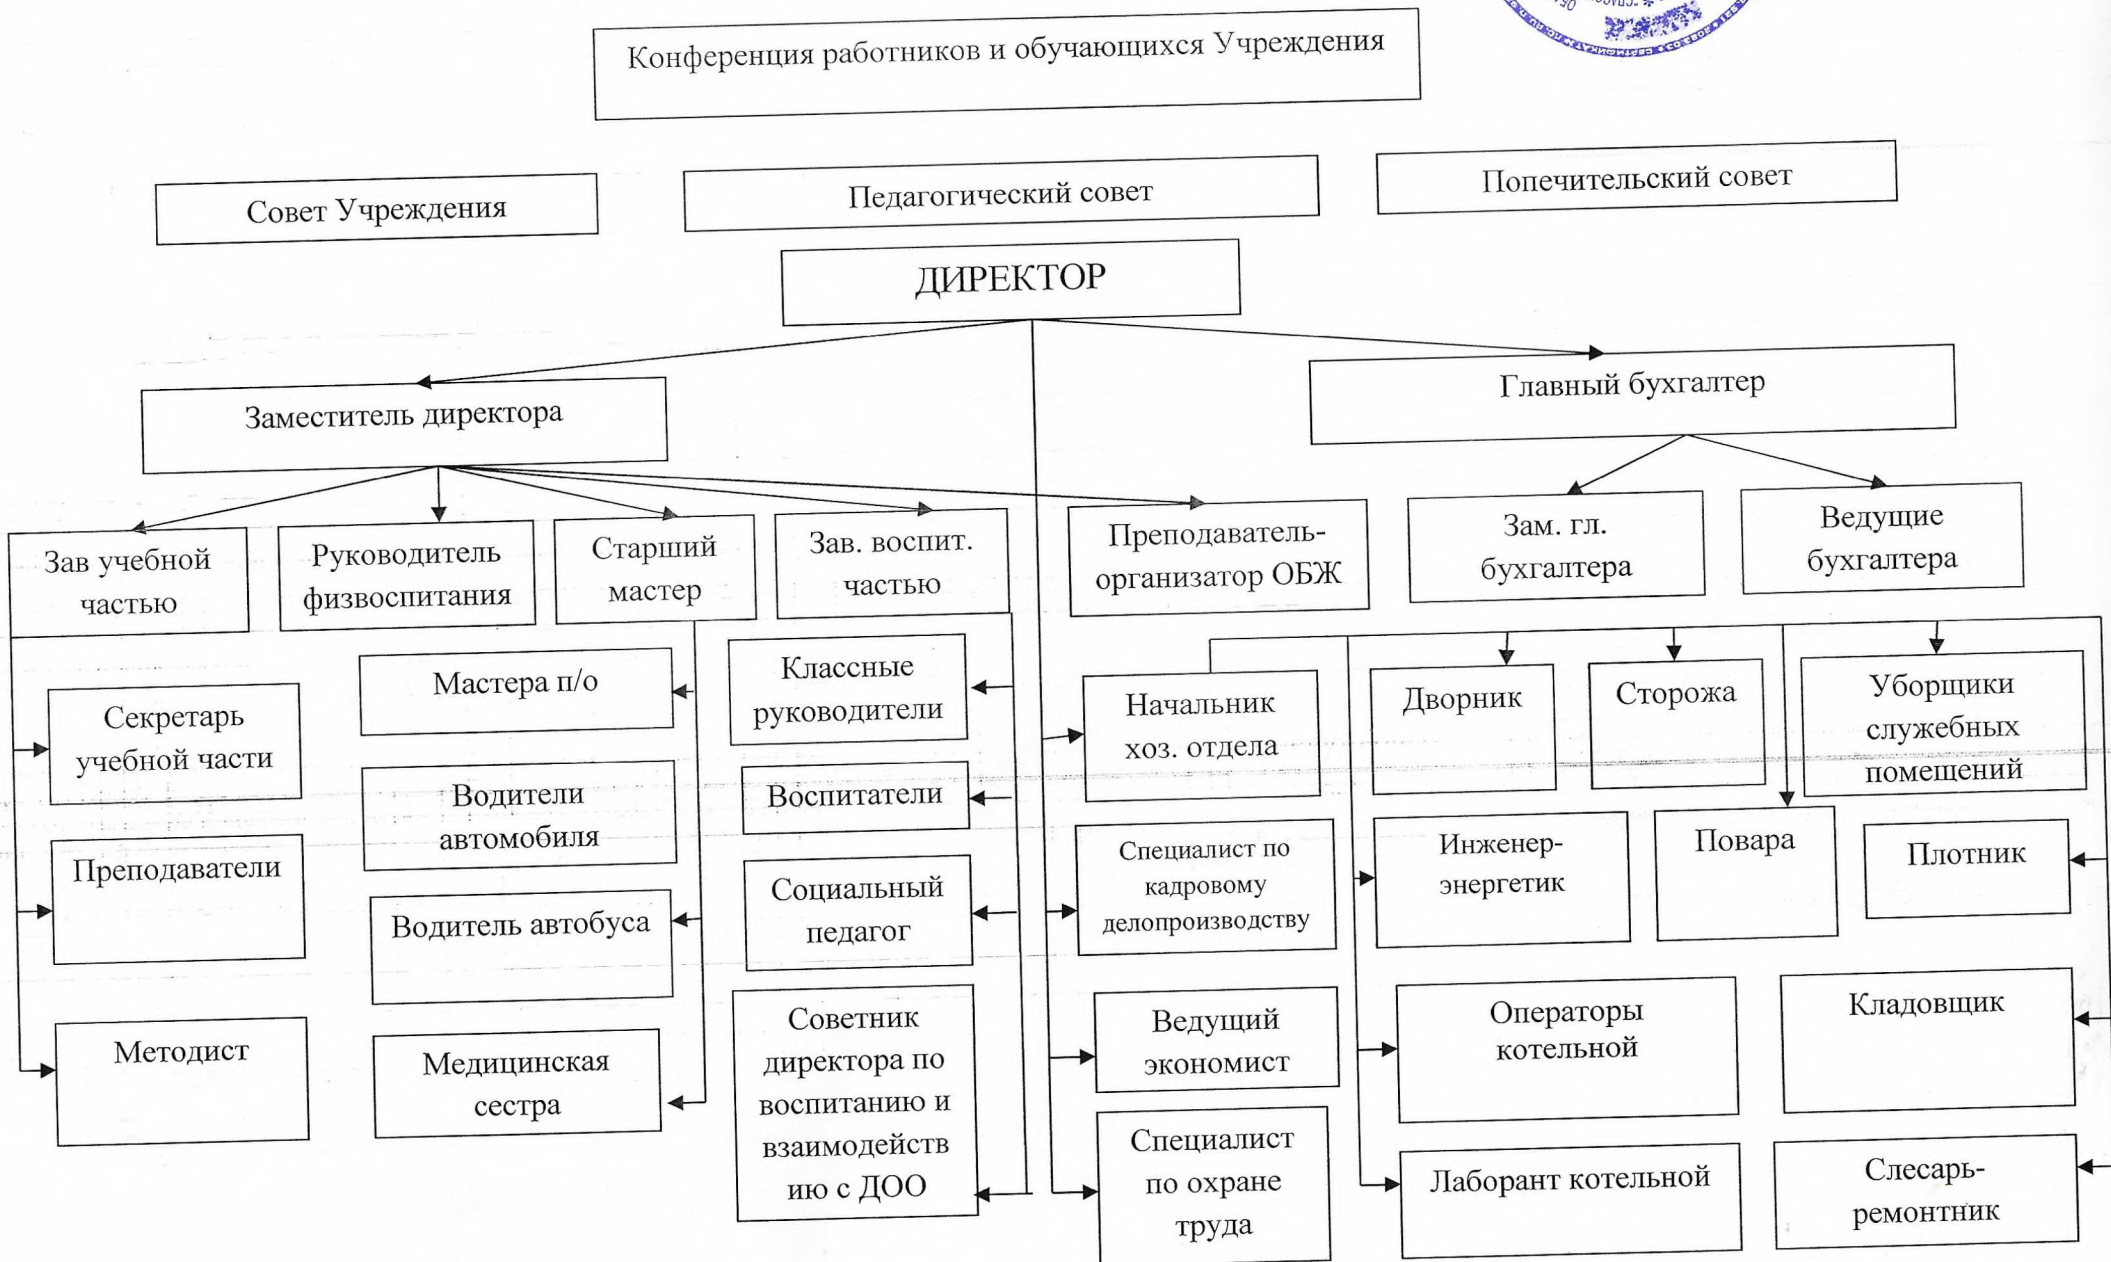 Конференция работников и обучающихся Учреждения
Совет Учреждения
Педагогический совет
Попечительский совет
ДИРЕКТОР
Заместитель директора
Главный бухгалтер
Зав учебной
частью
Руководитель
физвоспитания
Старший
мастер
Зав. воспит.
частью
Преподаватель-
организатор ОБЖ
Зам. гл.
бухгалтера
Ведущие
бухгалтера
Секретарь
учебной части
Преподаватели
Методист
Мастера п/о
Водители
автомобиля
Водитель автобуса
Медицинская
сестра
Классные
руководители
Воспитатели
Социальный
педагог
Советник
директора по
воспитанию и
взаимодейств
ию с ДОО
Начальник
хоз. отдела
Специалист по
кадровому
делопроизводству
Ведущий
экономист
Специалист
по охране
труда
Дворник
Сторожа
Уборщики
служебных
помещений
Инженер-
энергетик
Повара
Плотник
Операторы
котельной
Кладовщик
Лаборант котельной
Слесарь-
ремонтник